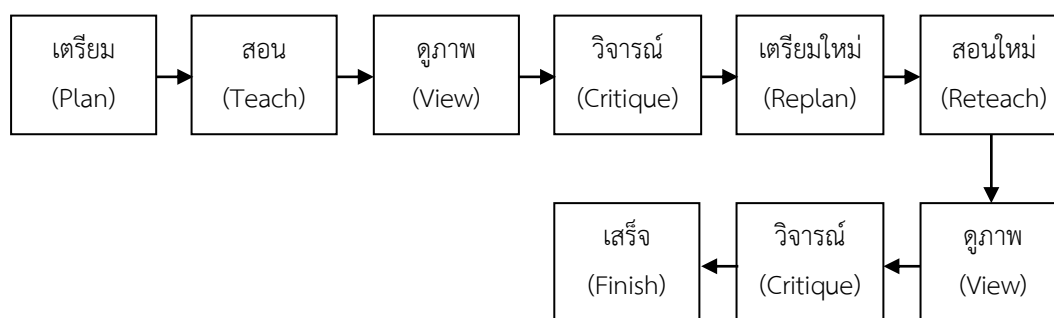 เตรียม
(Plan)
สอน
(Teach)
ดูภาพ
(View)
วิจารณ์
(Critique)
เตรียมใหม่
(Replan)
สอนใหม่
(Reteach)
ดูภาพ
(View)
วิจารณ์
(Critique)
เสร็จ
(Finish)